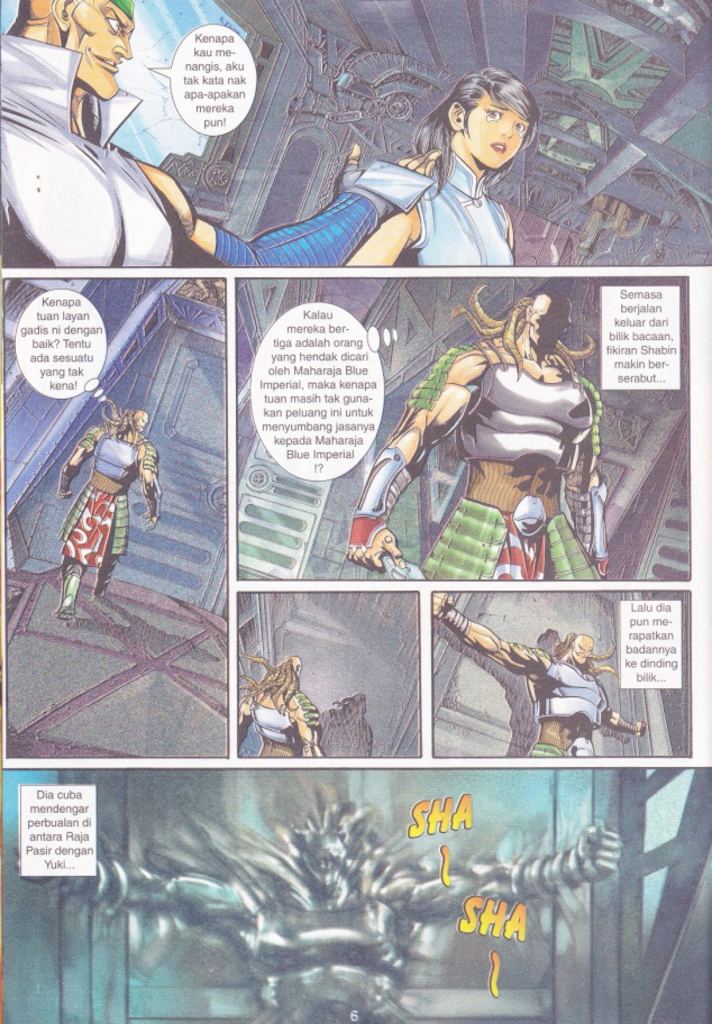 Kenapa
kau me-
nangis, aku
tak kata nak
apa-apakan
mereka
pun!
Kenapa
tuan layan
gadis ni dengan
baik? Tentu
ada sesuatu
yang tak
kena!
Kalau
mereka ber-
tiga adalah orang
yang hendak dicari
oleh Maharaja Blue
Imperial, maka kenapa
tuan masih tak guna-
kan peluang ini untuk
menyumbang jasanya
kepada Maharaja
Blue Imperial
!?
Semasa
berjalan
keluar dari
bilik bacaan,
fikiran Shabin
makin ber-
serabut...
Lalu dia
pun me-
rapatkan
badannya
ke dinding
bilik...
Dia cuba
mendengar
perbualan di
antara Raja
Pasir dengan
Yuki...
SHA
~
SHA
~
6